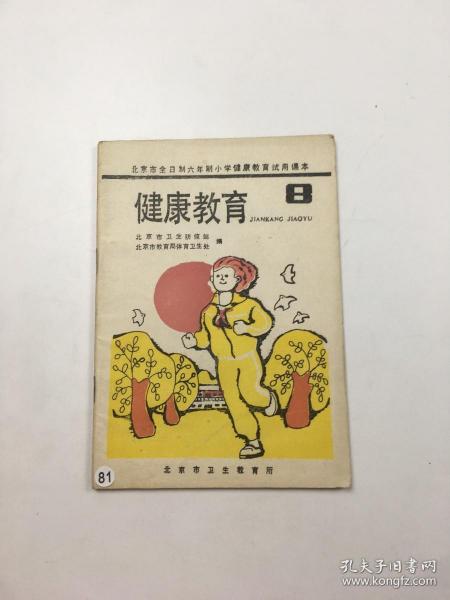 北京市全日制六年制小学健康教育试用课本
健康教育 8
JIANKANG JIAOYU
北京市卫生防疫站
北京市教育局体育卫生处 编
北京市卫生教育所
81
孔夫子旧书网
www.kongfz.com